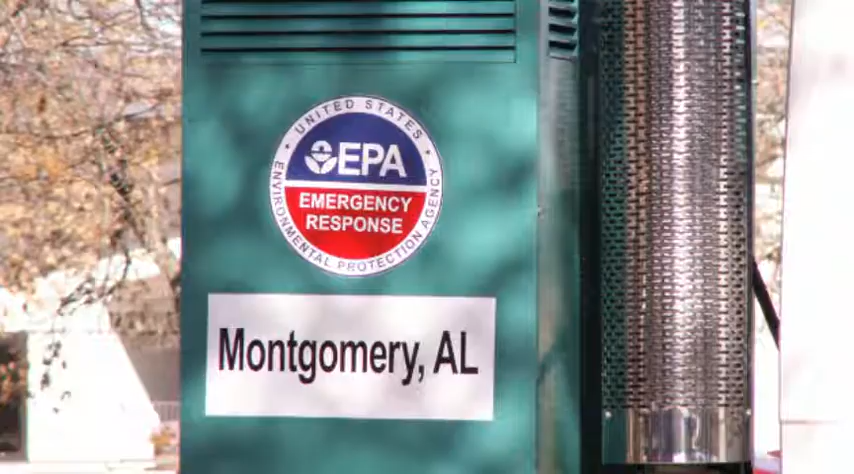 UNITED STATES
EPA
EMERGENCY
RESPONSE
ENVIRONMENTAL PROTECTION AGENCY
Montgomery, AL